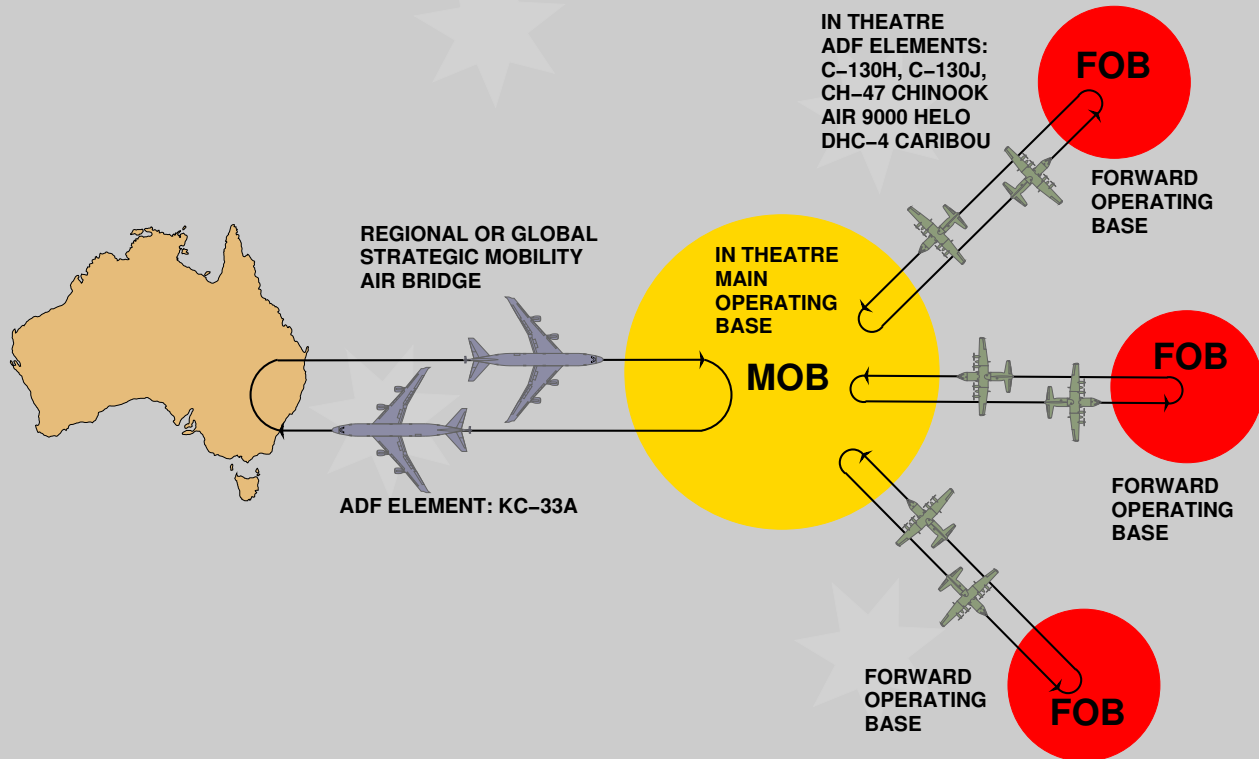 IN THEATRE
ADF ELEMENTS:
C–130H, C–130J,
CH–47 CHINOOK
AIR 9000 HELO
DHC–4 CARIBOU
FOB
FORWARD
OPERATING
BASE
REGIONAL OR GLOBAL
STRATEGIC MOBILITY
AIR BRIDGE
IN THEATRE
MAIN
OPERATING
BASE
MOB
FOB
FORWARD
OPERATING
BASE
ADF ELEMENT: KC–33A
FORWARD
OPERATING
BASE
FOB